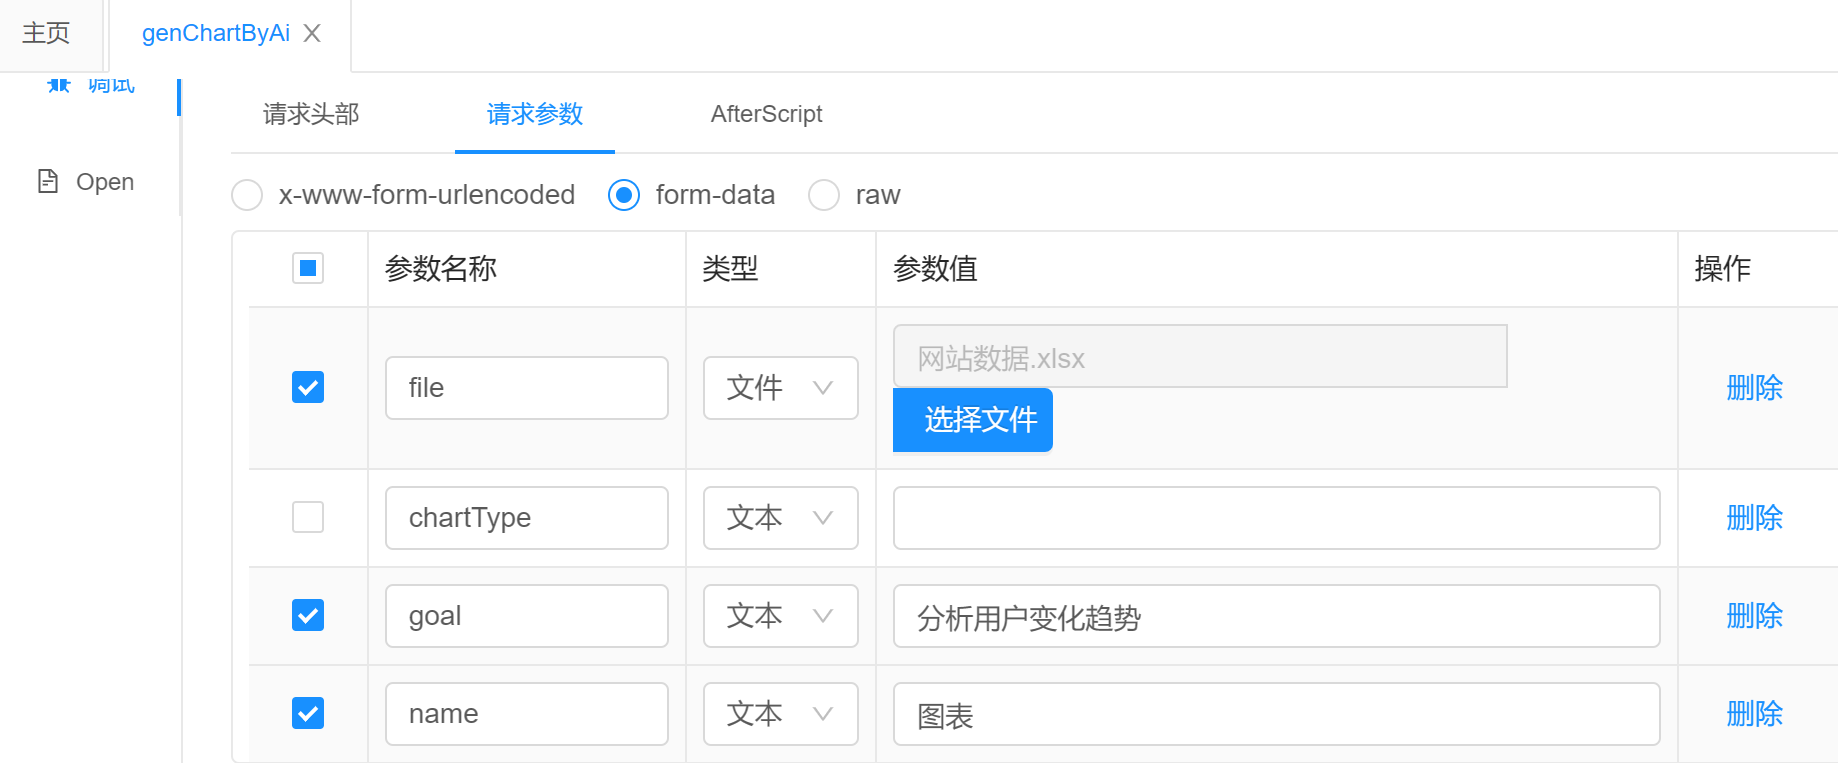 主页
genChartByAi X
调试
Open
请求头部 请求参数 AfterScript
x-www-form-urlencoded form-data raw
参数名称 类型 参数值 操作
file 文件 网站数据.xlsx 删除
选择文件
chartType 文本 删除
goal 文本 分析用户变化趋势 删除
name 文本 图表 删除